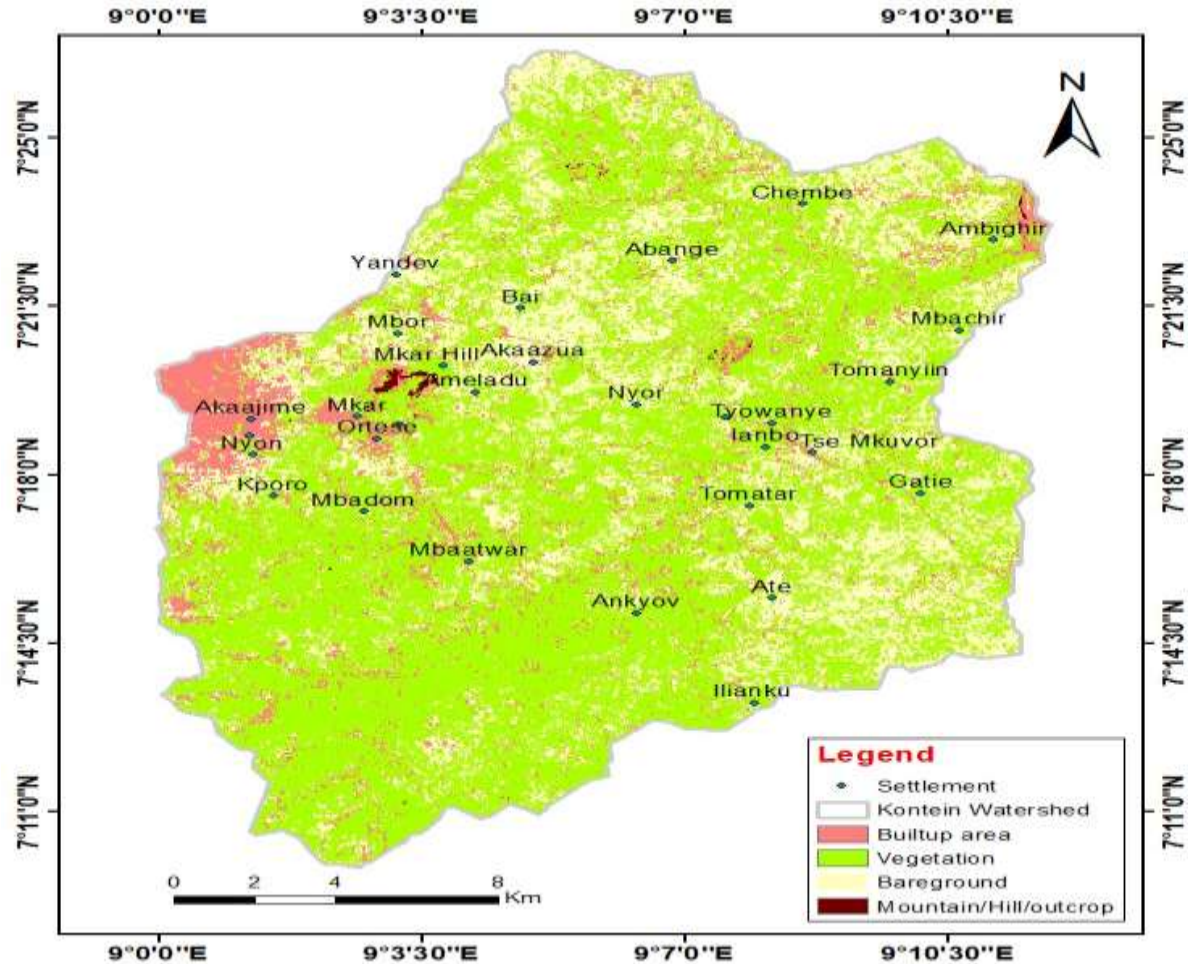 9°0'0"E 9°3'30"E 9°7'0"E 9°10'30"E
N
7°25'0"N 7°25'0"N
Chembe
Ambighir
Abange
Yandev
7°21'30"N 7°21'30"N
Bai
Mbor
Mbachir
Mkar Hill Akaazua
Ameladu
Tomanyiin
Nyor
Akaajime
Mkar
Tyowanye
Ortese
Nyon
Ianbo
Tse Mkuvor
7°18'0"N 7°18'0"N
Kporo
Gatie
Mbadom
Tomatar
Mbaatwar
Ate
Ankyov
7°14'30"N 7°14'30"N
Ilianku
Legend
Settlement
Kontein Watershed
Builtup area
Vegetation
Bareground
Mountain/Hill/outcrop
7°11'0"N 7°11'0"N
0 2 4 8
Km
9°0'0"E 9°3'30"E 9°7'0"E 9°10'30"E